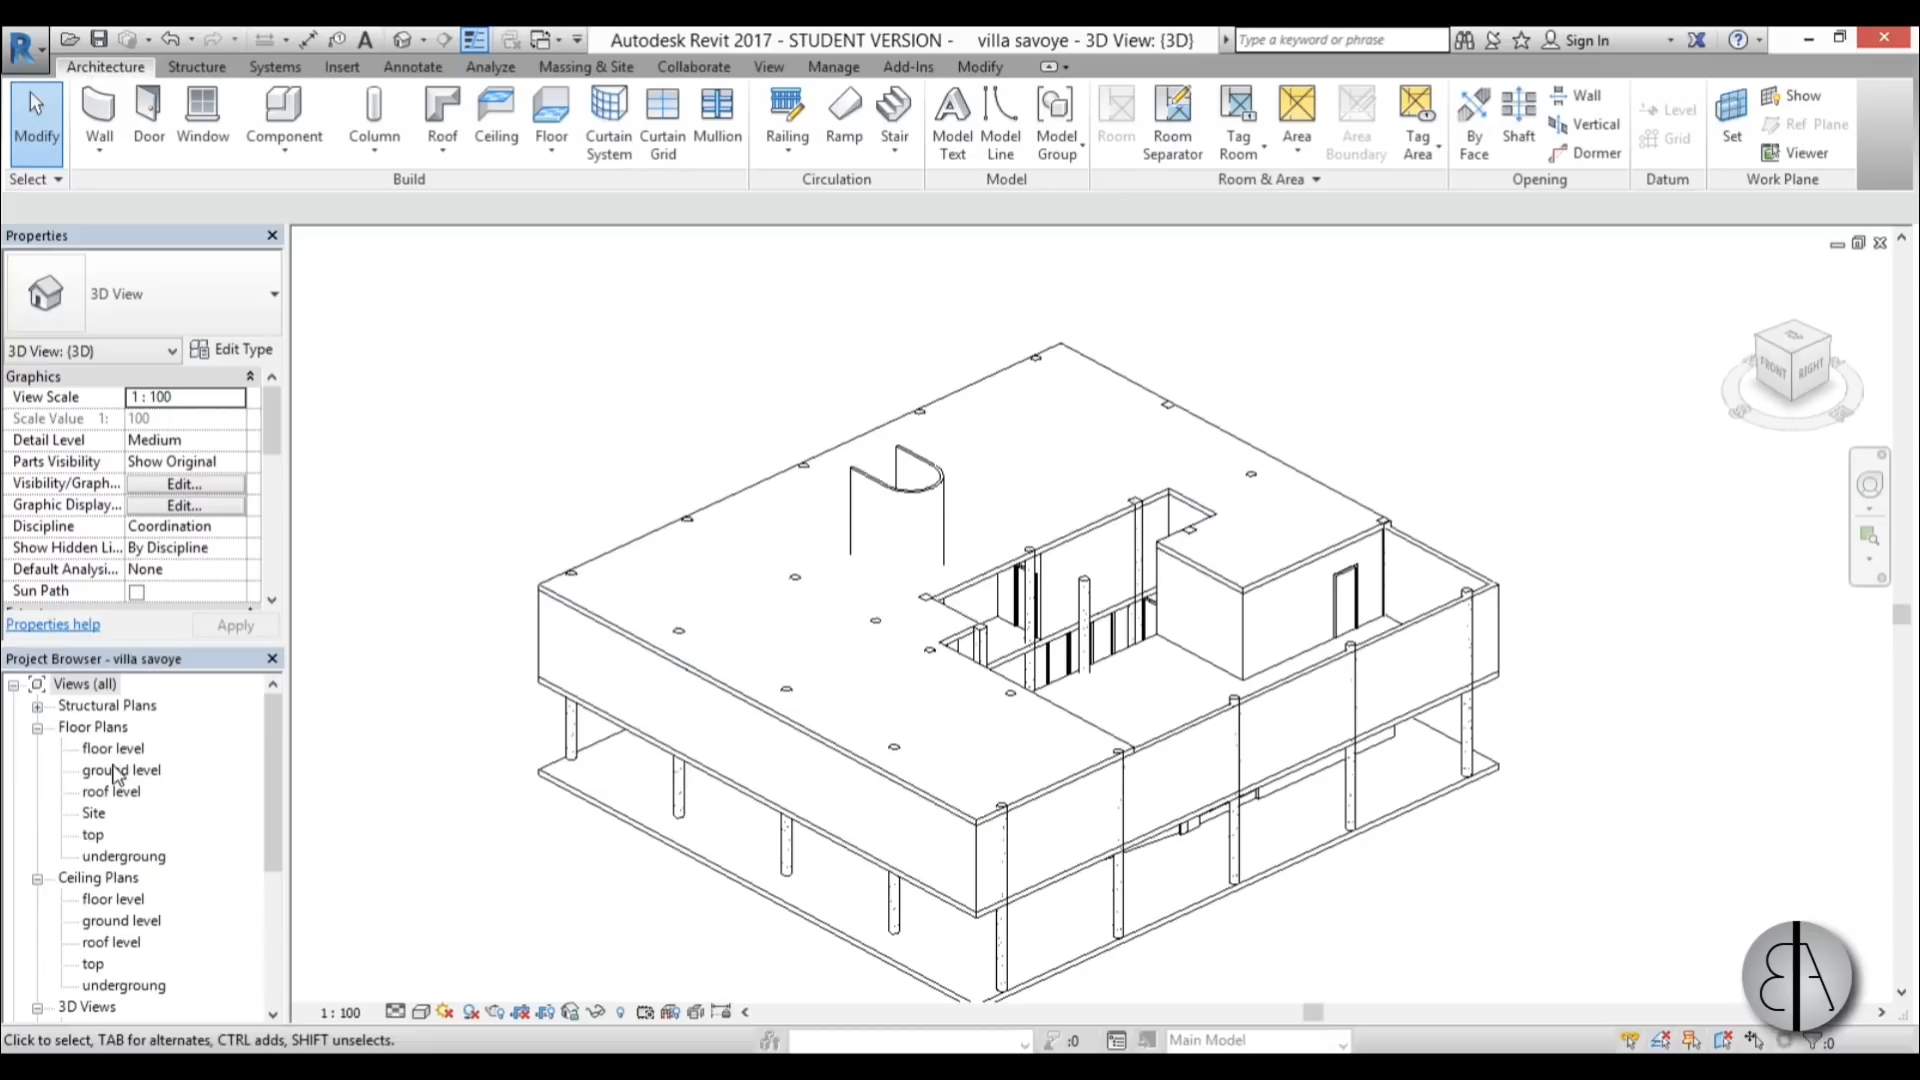 Autodesk Revit 2017 - STUDENT VERSION - villa savoye - 3D View: {3D}
Type a keyword or phrase
Sign In
Architecture Structure Systems Insert Annotate Analyze Massing & Site Collaborate View Manage Add-Ins Modify
Modify Wall Door Window Component Column Roof Ceiling Floor Curtain System Curtain Grid Mullion Railing Ramp Stair Model Text Model Line Model Group Room Room Separator Tag Room Area Area Boundary Tag Area By Face Shaft Wall Vertical Dormer Level Grid Set Show Ref Plane Viewer
Select Build Circulation Model Room & Area Opening Datum Work Plane
Properties
3D View
3D View: {3D} Edit Type
Graphics
View Scale 1 : 100
Scale Value 1: 100
Detail Level Medium
Parts Visibility Show Original
Visibility/Graph... Edit...
Graphic Display... Edit...
Discipline Coordination
Show Hidden Li... By Discipline
Default Analysi... None
Sun Path
Properties help Apply
Project Browser - villa savoye
Views (all)
Structural Plans
Floor Plans
floor level
ground level
roof level
Site
top
undergroung
Ceiling Plans
floor level
ground level
roof level
top
undergroung
3D Views
TOP
FRONT RIGHT
1 : 100
Click to select, TAB for alternates, CTRL adds, SHIFT unselects.
:0
Main Model
:0